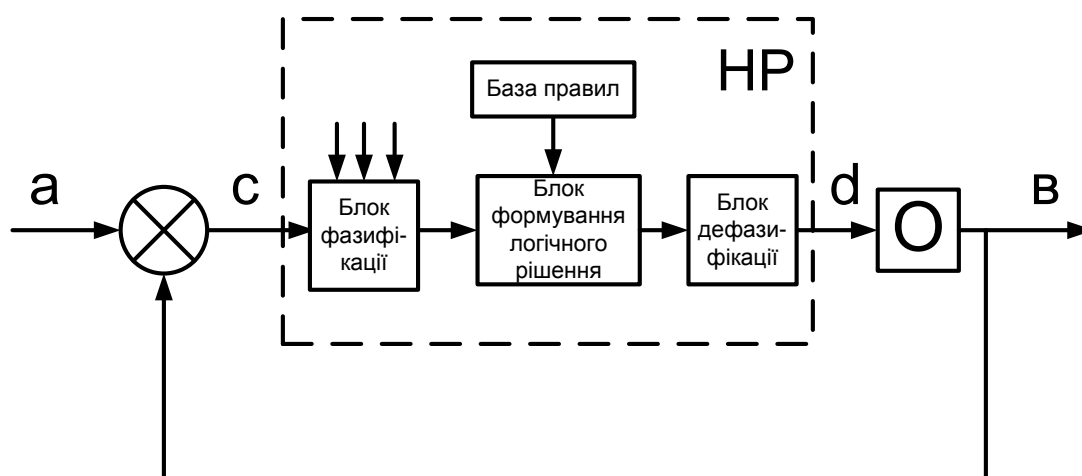 НР
База правил
а
с
Блок
фазифі-
кації
Блок
формування
логічного
рішення
Блок
дефази-
фікації
d
О
в